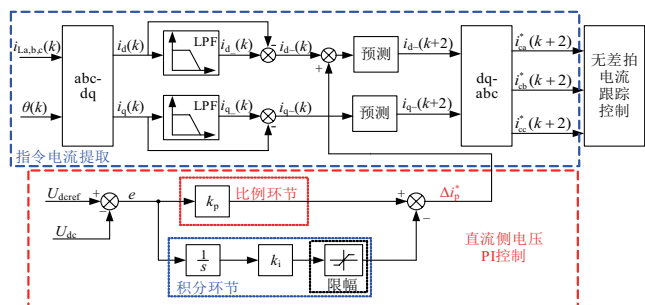 i_La,b,c(k)
θ(k)
abc-
dq
i_d(k)
i_q(k)
LPF
i_d_(k)
i_d~(k)
LPF
i_q_(k)
i_q~(k)
-
-
+
预测
i_d~(k+2)
预测
i_q~(k+2)
dq-
abc
i*_ca(k+2)
i*_cb(k+2)
i*_cc(k+2)
无差拍
电流
跟踪
控制
指令电流提取
U_dcref
+
−
U_dc
e
k_p
比例环节
+
−
Δi*_p
1/s
k_i
限幅
积分环节
直流侧电压
PI控制